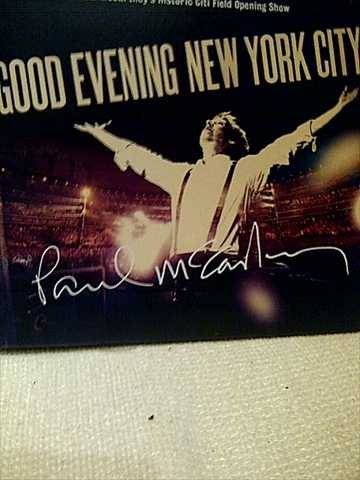 Historic Citi Field Opening Show
GOOD EVENING NEW YORK CITY
Paul McCartney